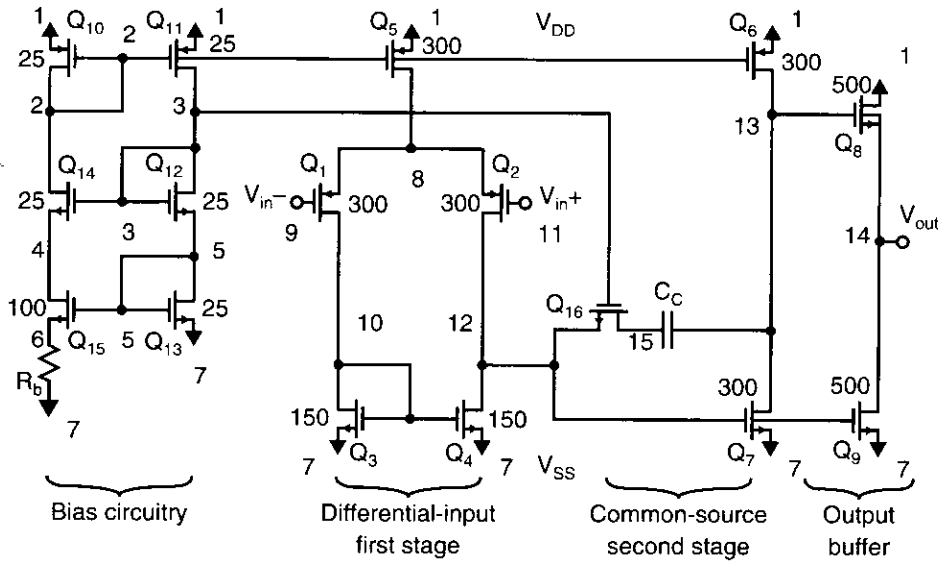 1 Q10 2 Q11 1 Q5 1 VDD Q6 1
25 25 300 300 1
2 3 500
13 Q8
Q14 Q12 Q1 8 Q2
25 25 Vin− 300 300 Vin+ Vout
3 9 11 14
4 5
Q16 CC
100 25 10 12 15
6 Q15 5 Q13 300 500
Rb 7 150 150
7 7 Q3 Q4 7 VSS Q7 7 Q9 7
Bias circuitry Differential-input Common-source Output
first stage second stage buffer